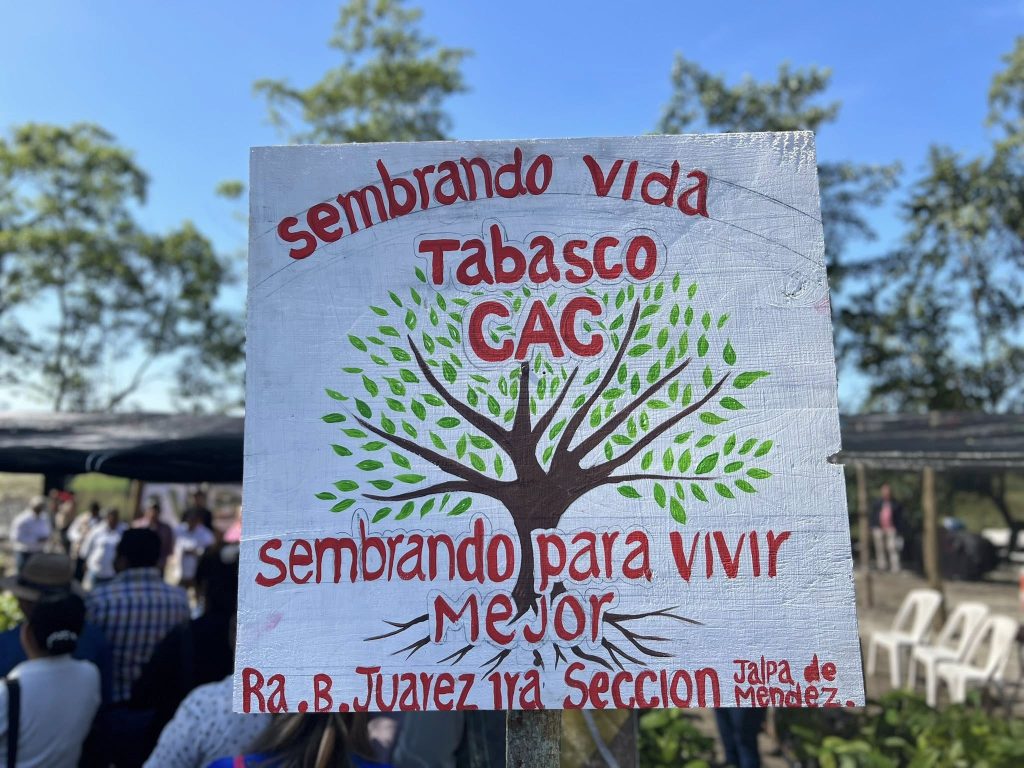 sembrando vida
Tabasco
CAC
sembrando para vivir
Mejor
Ra. B. Juarez 1ra Seccion Jalpa de
Mendez.